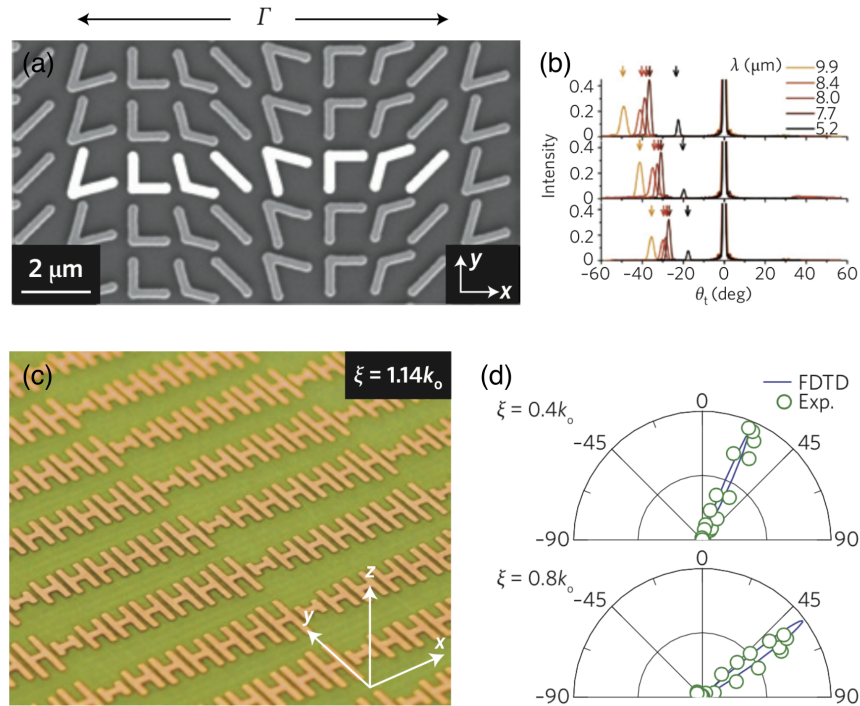 Γ
(a)
2 μm
y
x
(b)
λ (μm)
9.9
8.4
8.0
7.7
5.2
0.4
0.2
0
0.4
0.2
0
0.4
0.2
0
Intensity
-60 -40 -20 0 20 40 60
θt (deg)
(c)
ξ = 1.14ko
z
y
x
(d)
FDTD
Exp.
ξ = 0.4ko
0
-45
45
-90
90
ξ = 0.8ko
0
-45
45
-90
90